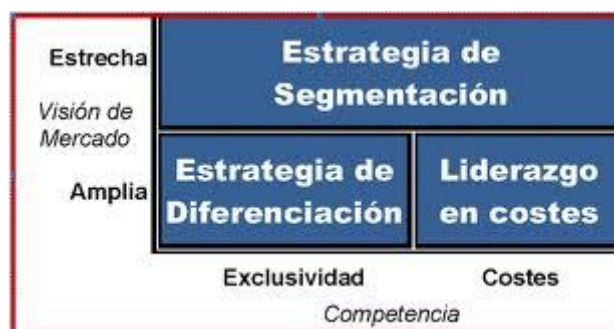 Estrecha
Estrategia de
Segmentación
Visión de
Mercado
Amplia
Estrategia de
Diferenciación
Liderazgo
en costes
Exclusividad
Costes
Competencia